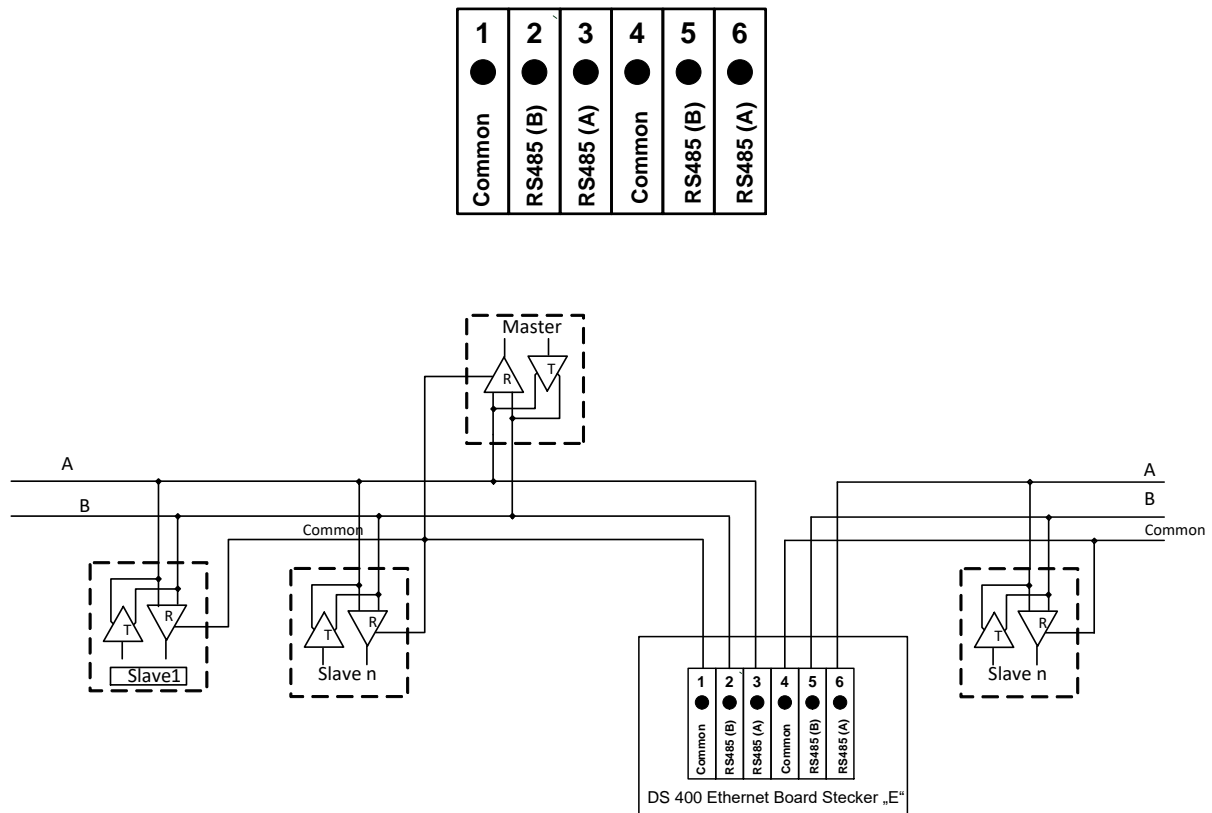 1 2 3 4 5 6
Common RS485 (B) RS485 (A) Common RS485 (B) RS485 (A)
Master
R T
A A
B B
Common Common
T R T R T R
Slave1 Slave n Slave n
1 2 3 4 5 6
Common RS485 (B) RS485 (A) Common RS485 (B) RS485 (A)
DS 400 Ethernet Board Stecker „E“